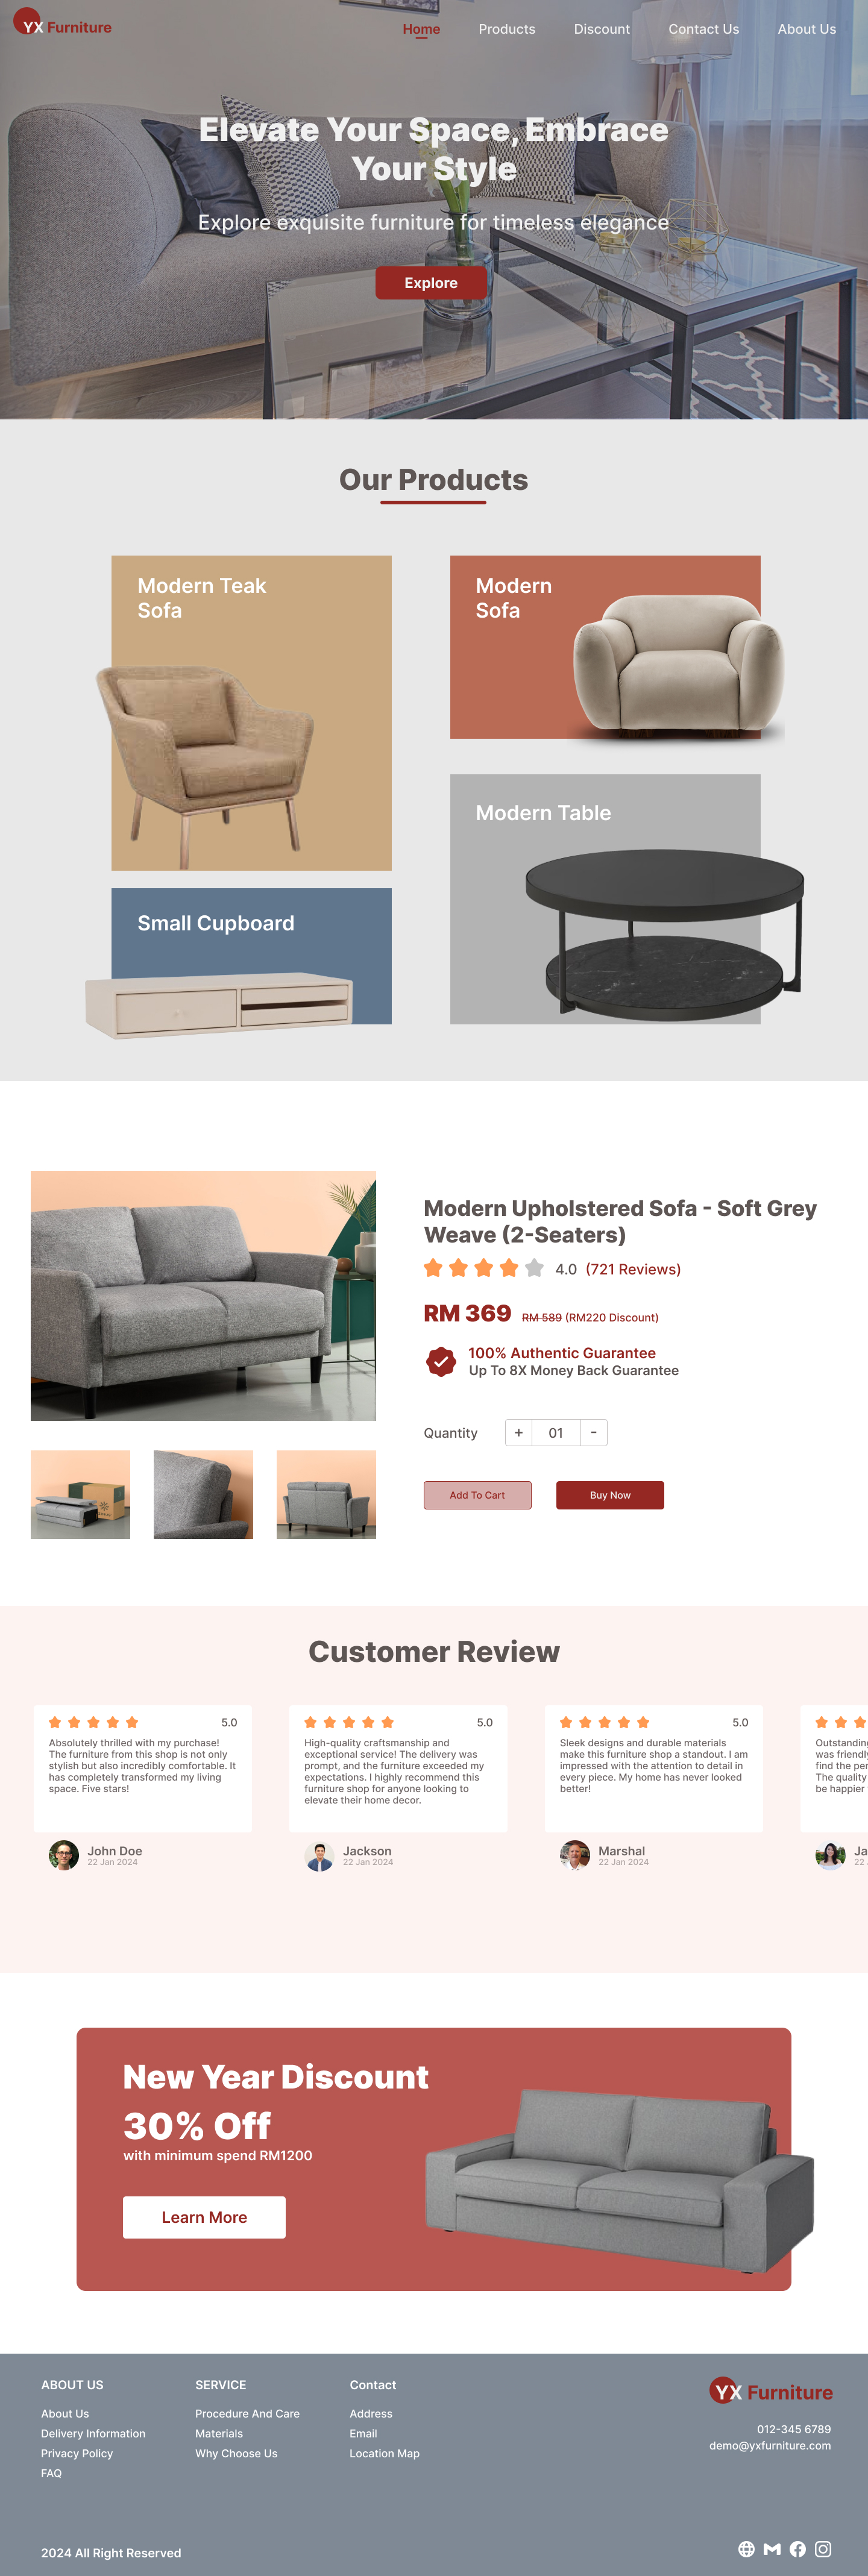 YX Furniture
Home
Products
Discount
Contact Us
About Us
Elevate Your Space, Embrace
Your Style
Explore exquisite furniture for timeless elegance
Explore
Our Products
Modern Teak
Sofa
Modern
Sofa
Modern Table
Small Cupboard
Modern Upholstered Sofa - Soft Grey
Weave (2-Seaters)
4.0 (721 Reviews)
RM 369 RM 589 (RM220 Discount)
100% Authentic Guarantee
Up To 8X Money Back Guarantee
Quantity + 01 -
Add To Cart
Buy Now
Customer Review
5.0
Absolutely thrilled with my purchase!
The furniture from this shop is not only
stylish but also incredibly comfortable. It
has completely transformed my living
space. Five stars!
John Doe
22 Jan 2024
5.0
High-quality craftsmanship and
exceptional service! The delivery was
prompt, and the furniture exceeded my
expectations. I highly recommend this
furniture shop for anyone looking to
elevate their home decor.
Jackson
22 Jan 2024
5.0
Sleek designs and durable materials
make this furniture shop a standout. I am
impressed with the attention to detail in
every piece. My home has never looked
better!
Marshal
22 Jan 2024
Outstanding
was friendly
find the per
The quality
be happier
Ja
22
New Year Discount
30% Off
with minimum spend RM1200
Learn More
ABOUT US
About Us
Delivery Information
Privacy Policy
FAQ
SERVICE
Procedure And Care
Materials
Why Choose Us
Contact
Address
Email
Location Map
YX Furniture
012-345 6789
demo@yxfurniture.com
2024 All Right Reserved